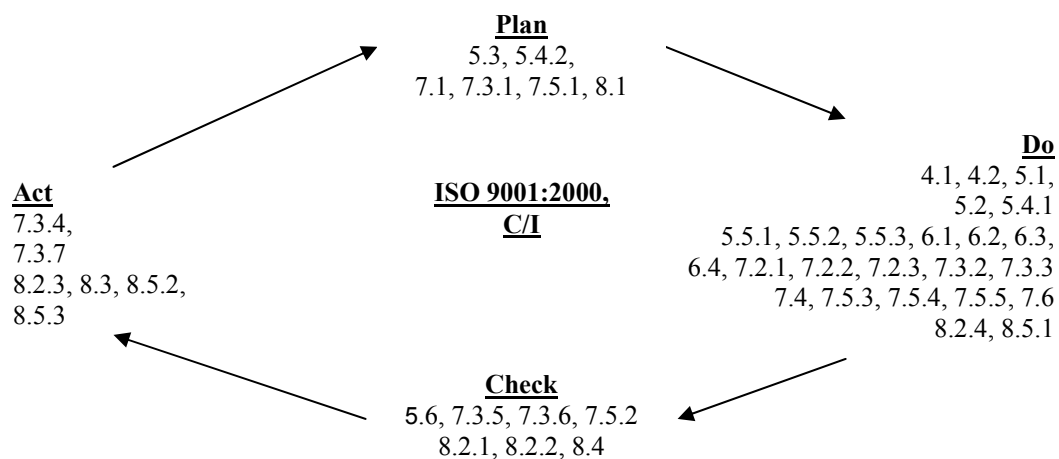 Plan
5.3, 5.4.2,
7.1, 7.3.1, 7.5.1, 8.1
Do
4.1, 4.2, 5.1,
5.2, 5.4.1
5.5.1, 5.5.2, 5.5.3, 6.1, 6.2, 6.3,
6.4, 7.2.1, 7.2.2, 7.2.3, 7.3.2, 7.3.3
7.4, 7.5.3, 7.5.4, 7.5.5, 7.6
8.2.4, 8.5.1
Act
7.3.4,
7.3.7
8.2.3, 8.3, 8.5.2,
8.5.3
ISO 9001:2000,
C/I
Check
5.6, 7.3.5, 7.3.6, 7.5.2
8.2.1, 8.2.2, 8.4